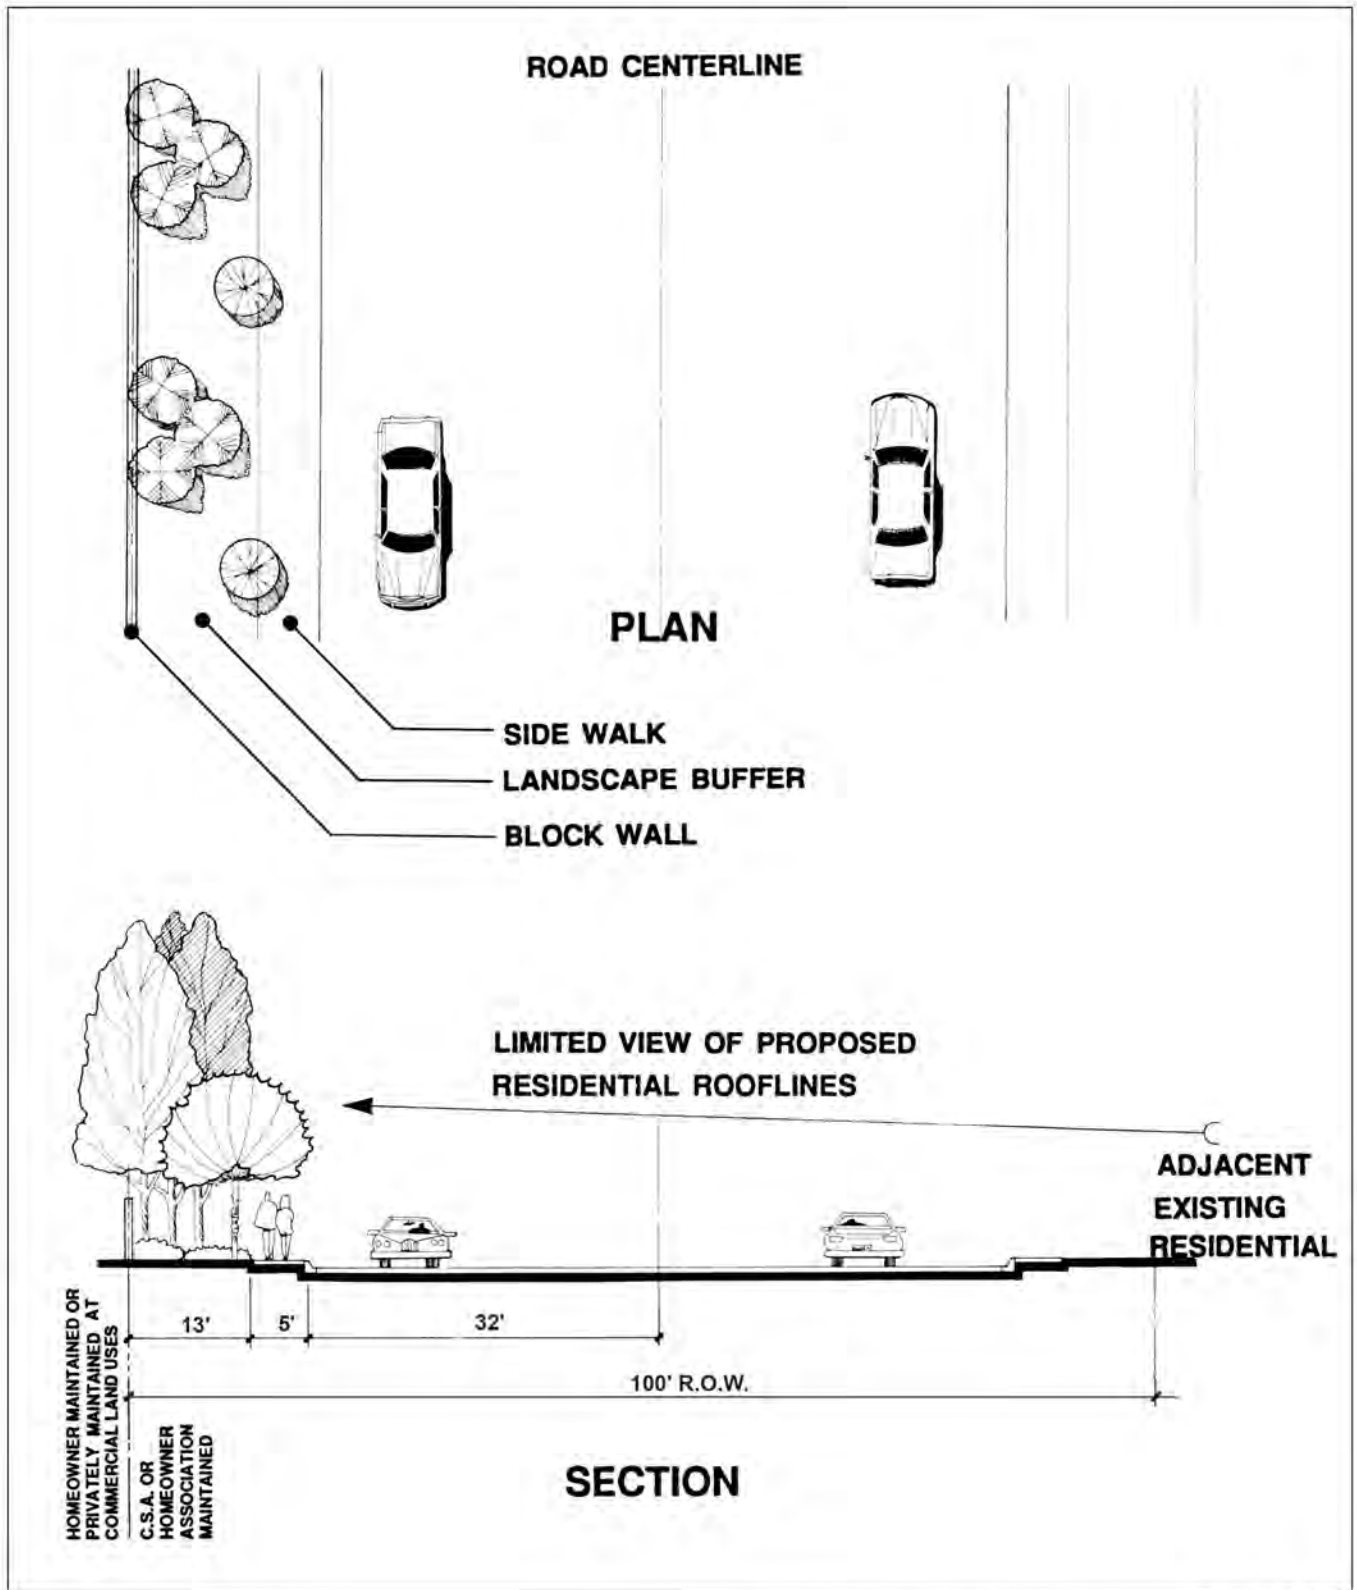 ROAD CENTERLINE
PLAN
SIDE WALK
LANDSCAPE BUFFER
BLOCK WALL
LIMITED VIEW OF PROPOSED
RESIDENTIAL ROOFLINES
ADJACENT
EXISTING
RESIDENTIAL
13'
5'
32'
100' R.O.W.
HOMEOWNER MAINTAINED OR
PRIVATELY MAINTAINED AT
COMMERCIAL LAND USES
C.S.A. OR
HOMEOWNER
ASSOCIATION
MAINTAINED
SECTION